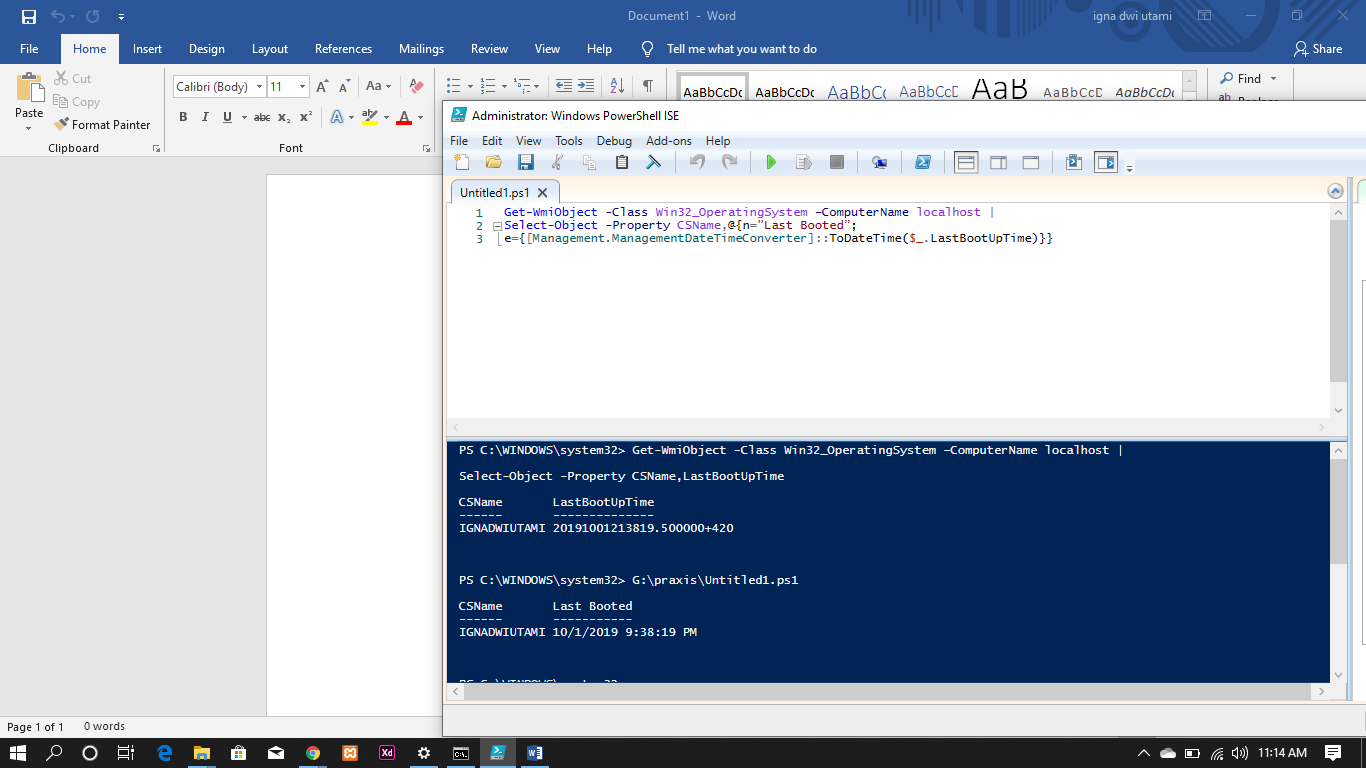 Document1 - Word
igna dwi utami
File Home Insert Design Layout References Mailings Review View Help Tell me what you want to do Share
Paste
Cut
Copy
Format Painter
Clipboard
Calibri (Body) 11
Font
AaBbCcDc AaBbCcDc AaBbCc AaBbCcD AaB AaBbCcD AaBbCcDc
Find
Administrator: Windows PowerShell ISE
File Edit View Tools Debug Add-ons Help
Untitled1.ps1
1 Get-WmiObject -Class Win32_OperatingSystem -ComputerName localhost |
2 Select-Object -Property CSName,@{n="Last Booted";
3 e={[Management.ManagementDateTimeConverter]::ToDateTime($_.LastBootUpTime)}}
PS C:\WINDOWS\system32> Get-WmiObject -Class Win32_OperatingSystem -ComputerName localhost |
Select-Object -Property CSName,LastBootUpTime
CSName LastBootUpTime
------ --------------
IGNADWIUTAMI 20191001213819.500000+420
PS C:\WINDOWS\system32> G:\praxis\Untitled1.ps1
CSName Last Booted
------ -----------
IGNADWIUTAMI 10/1/2019 9:38:19 PM
Page 1 of 1 0 words
11:14 AM